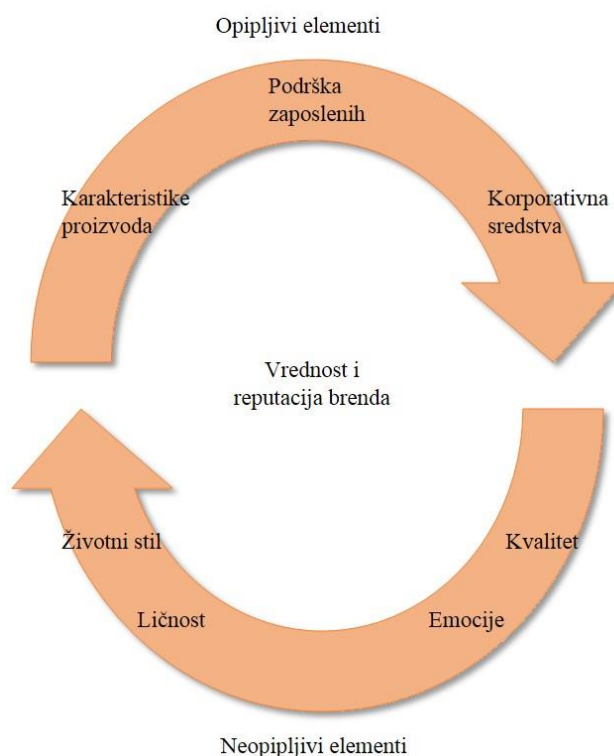 Opipljivi elementi
Podrška
zaposlenih
Karakteristike
proizvoda
Korporativna
sredstva
Vrednost i
reputacija brenda
Životni stil
Kvalitet
Ličnost
Emocije
Neopipljivi elementi